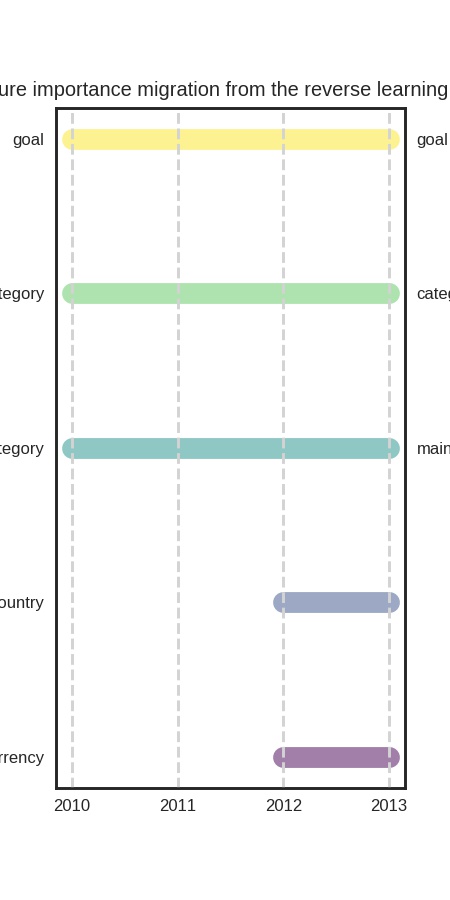 ure importance migration from the reverse learning
goal goal
tegory categ
tegory main
ountry
rrency
2010 2011 2012 2013